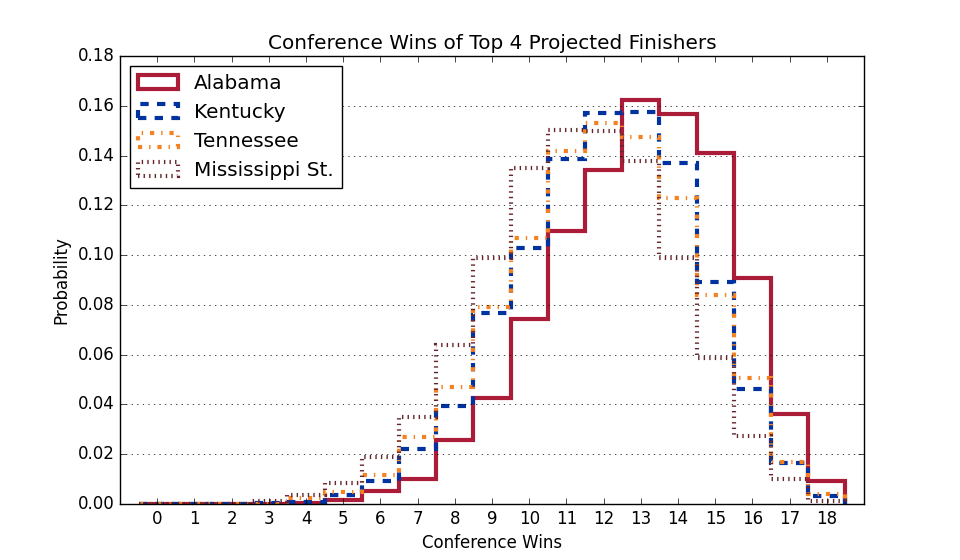 Conference Wins of Top 4 Projected Finishers
0.18
0.16
0.14
0.12
0.10
0.08
0.06
0.04
0.02
0.00
Probability
Alabama
Kentucky
Tennessee
Mississippi St.
0 1 2 3 4 5 6 7 8 9 10 11 12 13 14 15 16 17 18
Conference Wins